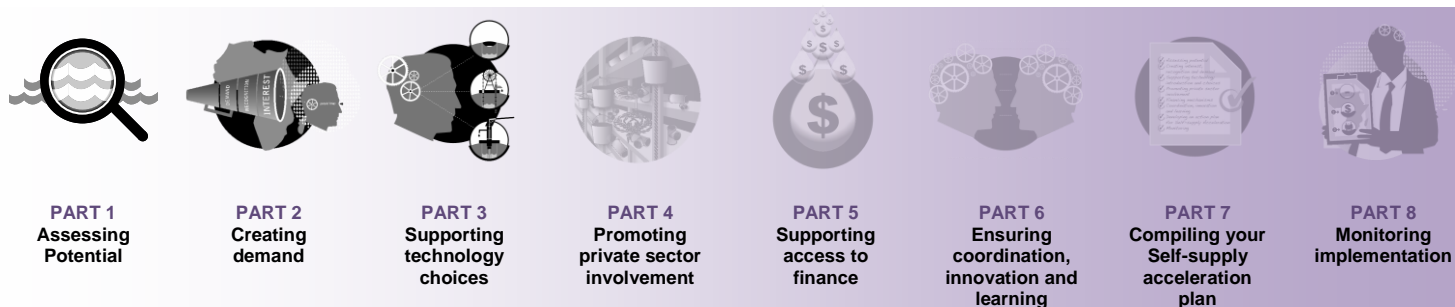 INTEREST
$
$ $
$ $ $
$
PART 1
Assessing
Potential
PART 2
Creating
demand
PART 3
Supporting
technology
choices
PART 4
Promoting
private sector
involvement
PART 5
Supporting
access to
finance
PART 6
Ensuring
coordination,
innovation and
learning
PART 7
Compiling your
Self-supply
acceleration
plan
PART 8
Monitoring
implementation